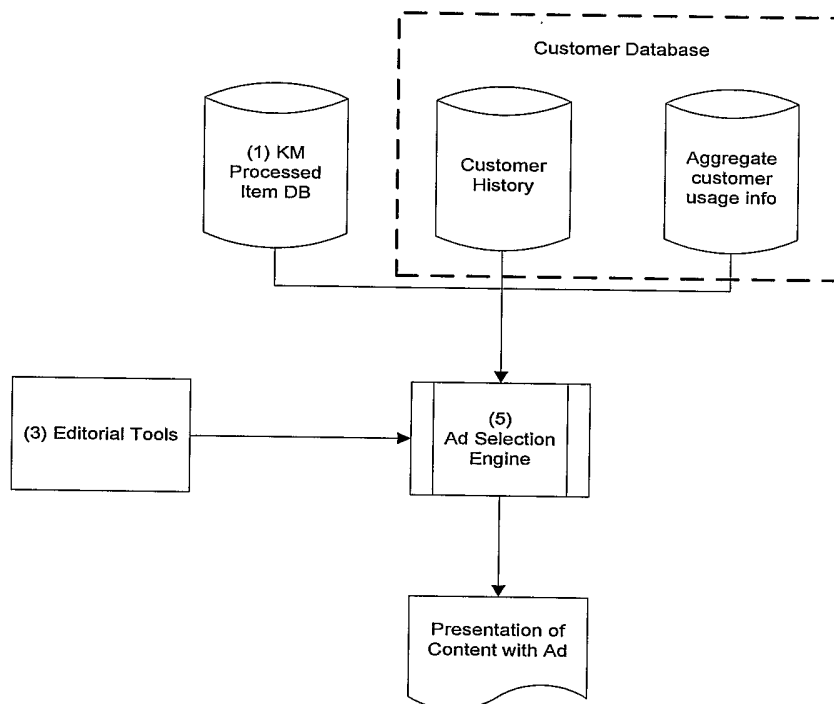 Customer Database
(1) KM
Processed
Item DB
Customer
History
Aggregate
customer
usage info
(3) Editorial Tools
(5)
Ad Selection
Engine
Presentation of
Content with Ad